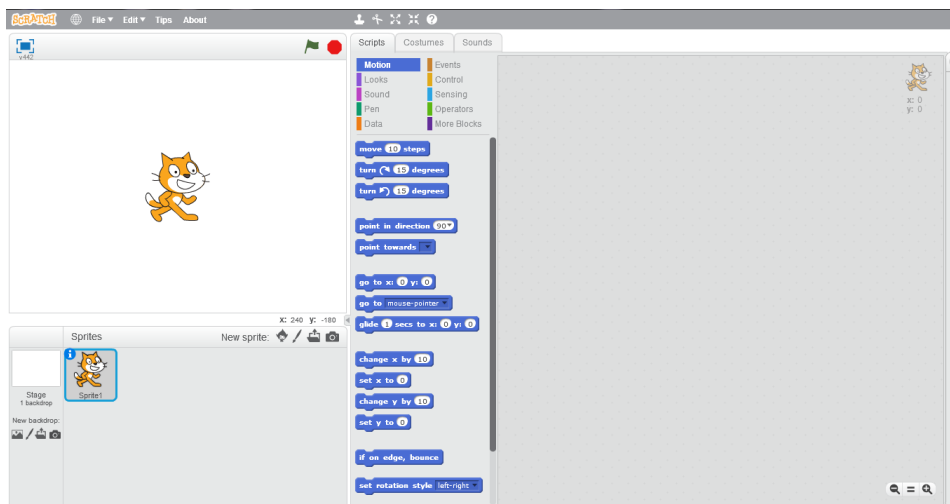 SCRATCH File Edit Tips About
v442
Scripts Costumes Sounds
Motion Events
Looks Control
Sound Sensing
Pen Operators
Data More Blocks
x: 0
y: 0
move 10 steps
turn 15 degrees
turn 15 degrees
point in direction 90
point towards
go to x: 0 y: 0
go to mouse-pointer
glide 1 secs to x: 0 y: 0
change x by 10
set x to 0
change y by 10
set y to 0
if on edge, bounce
set rotation style left-right
x: 240 y: -180
Sprites New sprite:
Stage
1 backdrop
Sprite1
New backdrop: